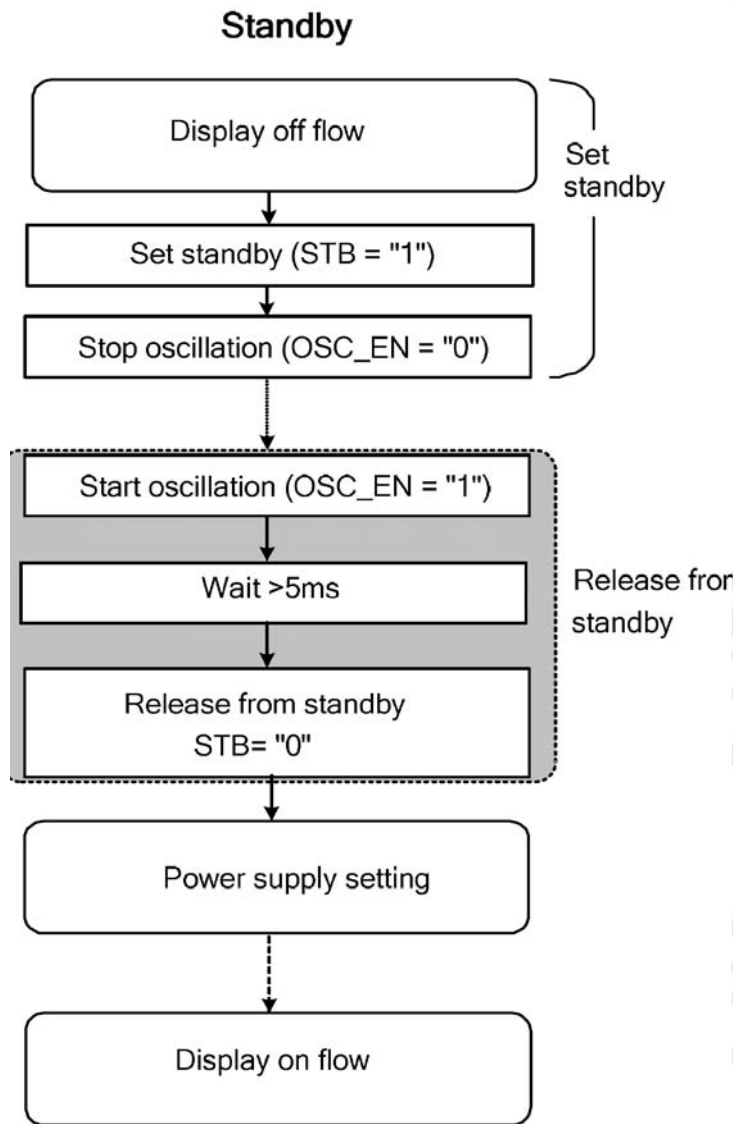 Standby
Display off flow
Set
standby
Set standby (STB = "1")
Stop oscillation (OSC_EN = "0")
Start oscillation (OSC_EN = "1")
Wait >5ms
Release from standby
STB= "0"
Release fron
standby
Power supply setting
Display on flow